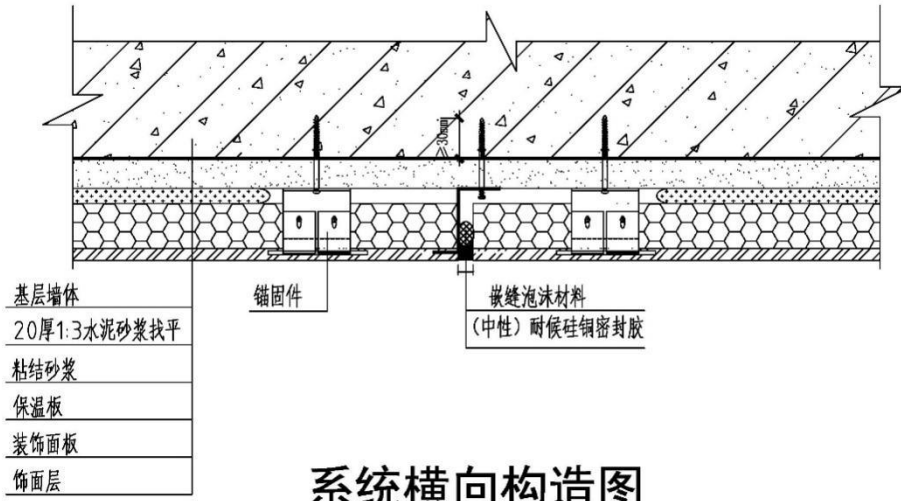 ≥30mm
基层墙体
20厚1:3水泥砂浆找平
粘结砂浆
保温板
装饰面板
饰面层
锚固件
嵌缝泡沫材料
(中性)耐候硅铜密封胶
系统横向构造图